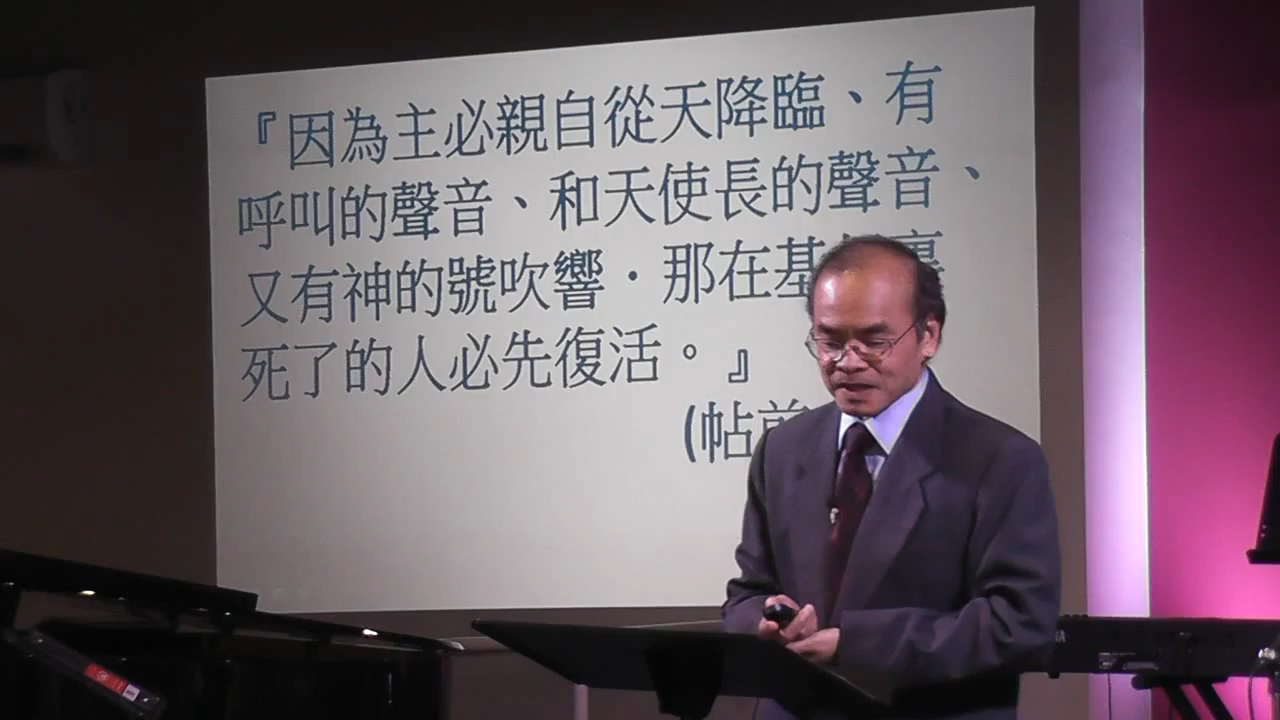 『因為主必親自從天降臨、有
呼叫的聲音、和天使長的聲音、
又有神的號吹響．那在基
死了的人必先復活。』
(帖前